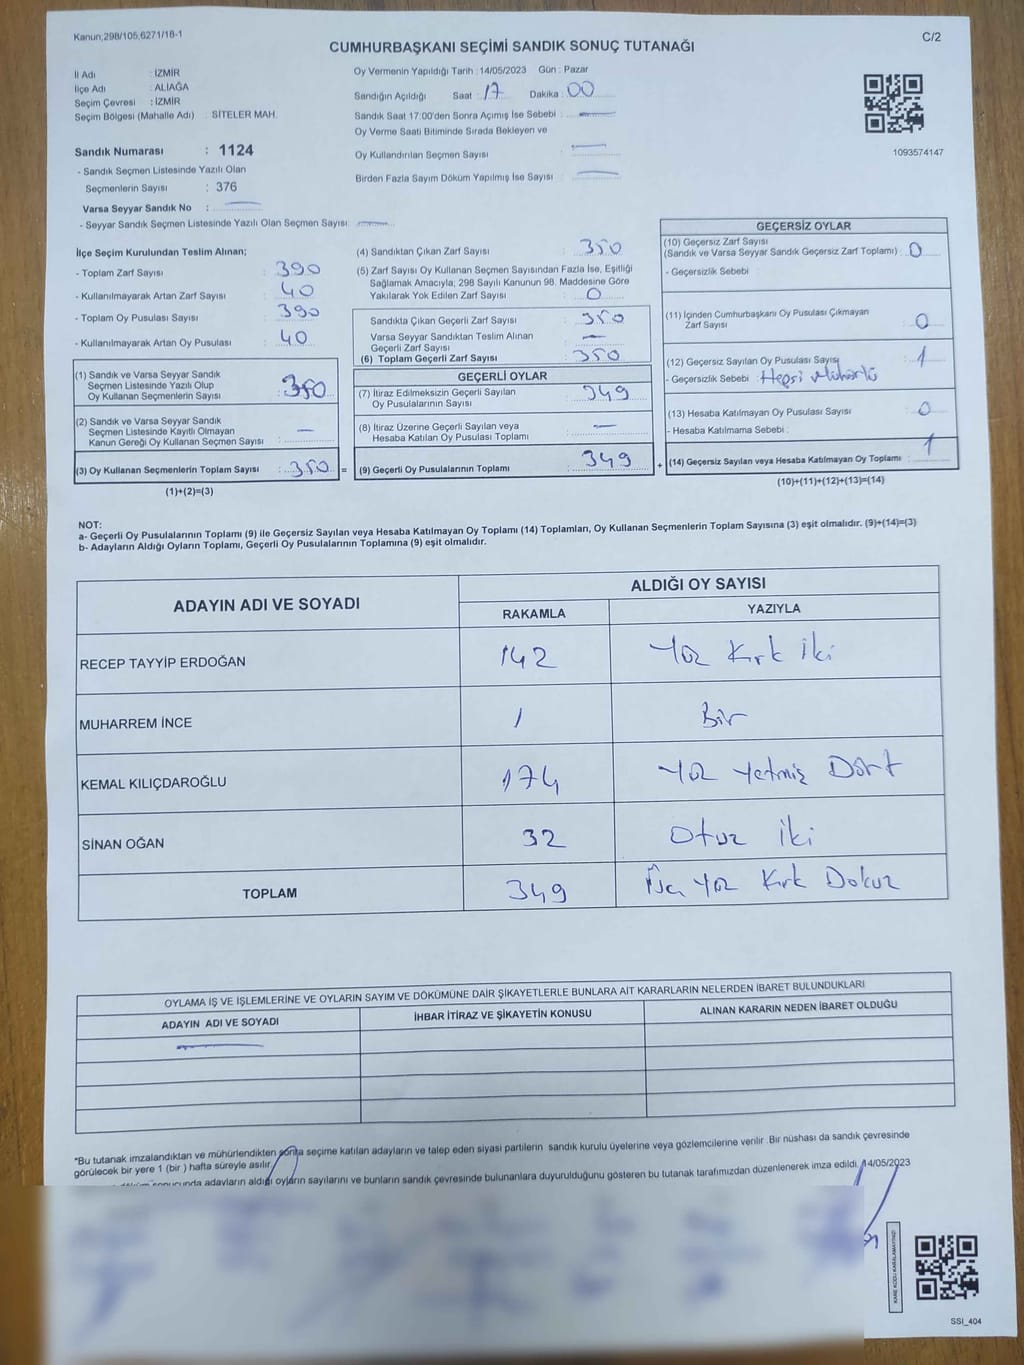 Kanun,298/105,6271/18-1
C/2
CUMHURBAŞKANI SEÇİMİ SANDIK SONUÇ TUTANAĞI
İl Adı : İZMİR
İlçe Adı : ALİAĞA
Seçim Çevresi : İZMİR
Seçim Bölgesi (Mahalle Adı) : SİTELER MAH.
Sandık Numarası : 1124
- Sandık Seçmen Listesinde Yazılı Olan
Seçmenlerin Sayısı : 376
Varsa Seyyar Sandık No :
- Seyyar Sandık Seçmen Listesinde Yazılı Olan Seçmen Sayısı :
Oy Vermenin Yapıldığı Tarih : 14/05/2023 Gün : Pazar
Sandığın Açıldığı Saat : 17 Dakika : 00
Sandık Saat 17:00'den Sonra Açımış İse Sebebi :
Oy Verme Saati Bitiminde Sırada Bekleyen ve
Oy Kullandırılan Seçmen Sayısı :
Birden Fazla Sayım Döküm Yapılmış İse Sayısı :
1093574147
İlçe Seçim Kurulundan Teslim Alınan;
- Toplam Zarf Sayısı : 390
- Kullanılmayarak Artan Zarf Sayısı : 40
- Toplam Oy Pusulası Sayısı : 390
- Kullanılmayarak Artan Oy Pusulası : 40
(1) Sandık ve Varsa Seyyar Sandık
Seçmen Listesinde Yazılı Olup
Oy Kullanan Seçmenlerin Sayısı : 350
(2) Sandık ve Varsa Seyyar Sandık
Seçmen Listesinde Kayıtlı Olmayan
Kanun Gereği Oy Kullanan Seçmen Sayısı : —
(3) Oy Kullanan Seçmenlerin Toplam Sayısı : 350 =
(1)+(2)=(3)
(4) Sandıktan Çıkan Zarf Sayısı : 350
(5) Zarf Sayısı Oy Kullanan Seçmen Sayısından Fazla İse, Eşitliği
Sağlamak Amacıyla; 298 Sayılı Kanunun 98. Maddesine Göre
Yakılarak Yok Edilen Zarf Sayısı : 0
Sandıkta Çıkan Geçerli Zarf Sayısı : 350
Varsa Seyyar Sandıktan Teslim Alınan
Geçerli Zarf Sayısı : —
(6) Toplam Geçerli Zarf Sayısı : 350
GEÇERLİ OYLAR
(7) İtiraz Edilmeksizin Geçerli Sayılan
Oy Pusulalarının Sayısı : 349
(8) İtiraz Üzerine Geçerli Sayılan veya
Hesaba Katılan Oy Pusulası Toplamı : —
(9) Geçerli Oy Pusulalarının Toplamı : 349 +
GEÇERSİZ OYLAR
(10) Geçersiz Zarf Sayısı
(Sandık ve Varsa Seyyar Sandık Geçersiz Zarf Toplamı) : 0
- Geçersizlik Sebebi :
(11) İçinden Cumhurbaşkanı Oy Pusulası Çıkmayan
Zarf Sayısı : 0
(12) Geçersiz Sayılan Oy Pusulası Sayısı : 1
- Geçersizlik Sebebi : Hepsi Mühürlü
(13) Hesaba Katılmayan Oy Pusulası Sayısı : 0
- Hesaba Katılmama Sebebi :
(14) Geçersiz Sayılan veya Hesaba Katılmayan Oy Toplamı : 1
(10)+(11)+(12)+(13)=(14)
NOT:
a- Geçerli Oy Pusulalarının Toplamı (9) ile Geçersiz Sayılan veya Hesaba Katılmayan Oy Toplamı (14) Toplamları, Oy Kullanan Seçmenlerin Toplam Sayısına (3) eşit olmalıdır. (9)+(14)=(3)
b- Adayların Aldığı Oyların Toplamı, Geçerli Oy Pusulalarının Toplamına (9) eşit olmalıdır.
ADAYIN ADI VE SOYADI
ALDIĞI OY SAYISI
RAKAMLA YAZIYLA
RECEP TAYYİP ERDOĞAN 142 Yüz Kırk İki
MUHARREM İNCE 1 Bir
KEMAL KILIÇDAROĞLU 174 Yüz Yetmiş Dört
SİNAN OĞAN 32 Otuz İki
TOPLAM 349 Üç Yüz Kırk Dokuz
OYLAMA İŞ VE İŞLEMLERİNE VE OYLARIN SAYIM VE DÖKÜMÜNE DAİR ŞİKAYETLERLE BUNLARA AİT KARARLARIN NELERDEN İBARET BULUNDUKLARI
ADAYIN ADI VE SOYADI İHBAR İTİRAZ VE ŞİKAYETİN KONUSU ALINAN KARARIN NEDEN İBARET OLDUĞU
*Bu tutanak imzalandıktan ve mühürlendikten sonra seçime katılan adayların ve talep eden siyasi partilerin sandık kurulu üyelerine veya gözlemcilerine verilir. Bir nüshası da sandık çevresinde
görülecek bir yere 1 (bir) hafta süreyle asılır.
sonucunda adayların aldığı oyların sayılarını ve bunların sandık çevresinde bulunanlara duyurulduğunu gösteren bu tutanak tarafımızdan düzenlenerek imza edildi. 14/05/2023
KARE KODU KARALAMAYINIZ!
SSI_404